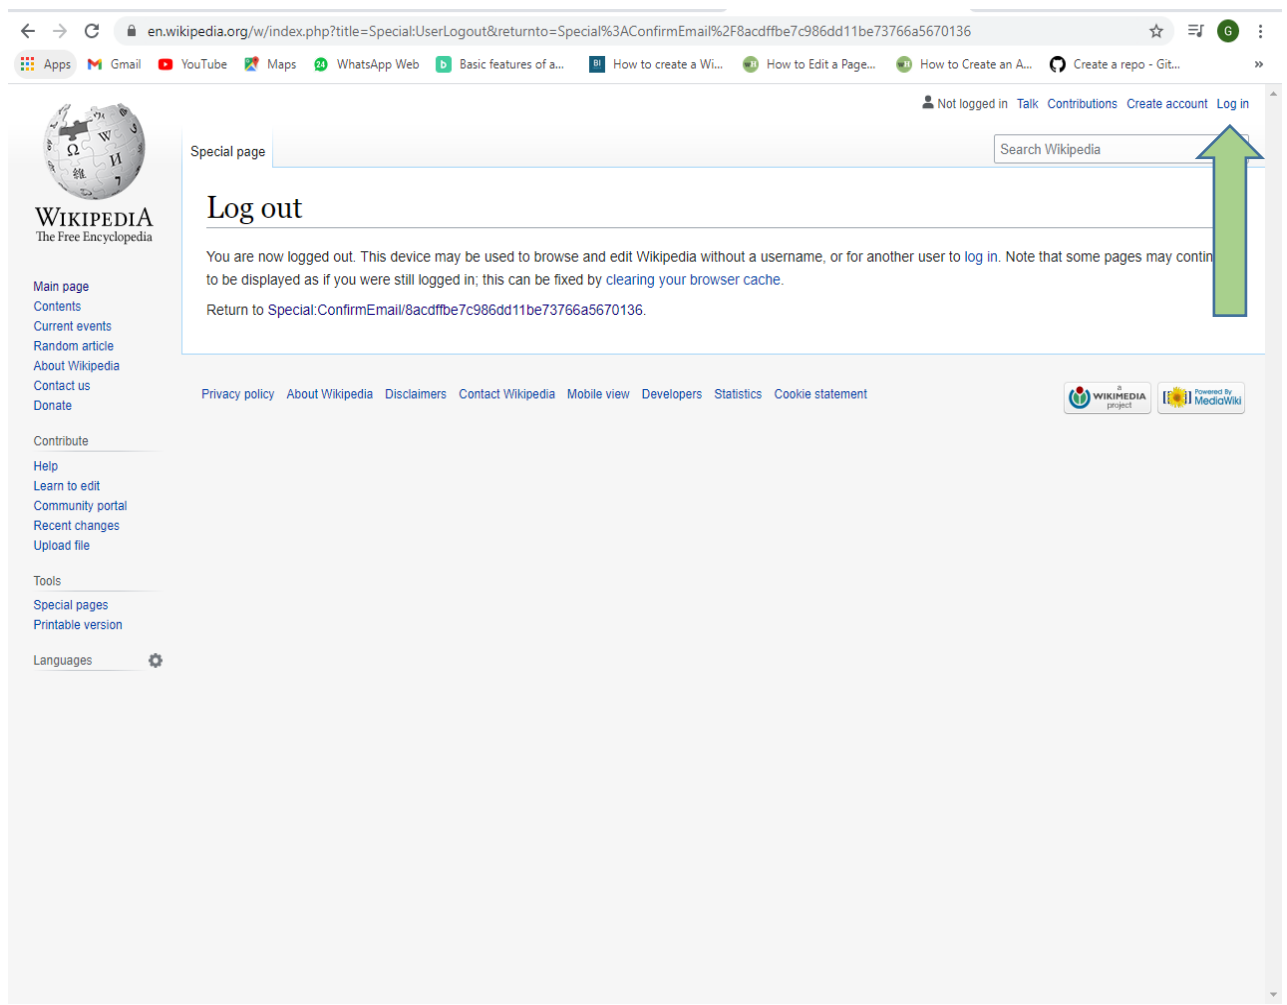 en.wikipedia.org/w/index.php?title=Special:UserLogout&returnto=Special%3AConfirmEmail%2F8acdffbe7c986dd11be73766a5670136
G
Apps Gmail YouTube Maps WhatsApp Web Basic features of a... BI How to create a Wi... How to Edit a Page... How to Create an A... Create a repo - Git... »
Not logged in Talk Contributions Create account Log in
Special page
Search Wikipedia
WIKIPEDIA
The Free Encyclopedia
Log out
You are now logged out. This device may be used to browse and edit Wikipedia without a username, or for another user to log in. Note that some pages may contin
to be displayed as if you were still logged in; this can be fixed by clearing your browser cache.
Return to Special:ConfirmEmail/8acdffbe7c986dd11be73766a5670136.
Main page
Contents
Current events
Random article
About Wikipedia
Contact us
Donate
Contribute
Help
Learn to edit
Community portal
Recent changes
Upload file
Tools
Special pages
Printable version
Languages
Privacy policy About Wikipedia Disclaimers Contact Wikipedia Mobile view Developers Statistics Cookie statement
a
WIKIMEDIA
project
Powered By
MediaWiki